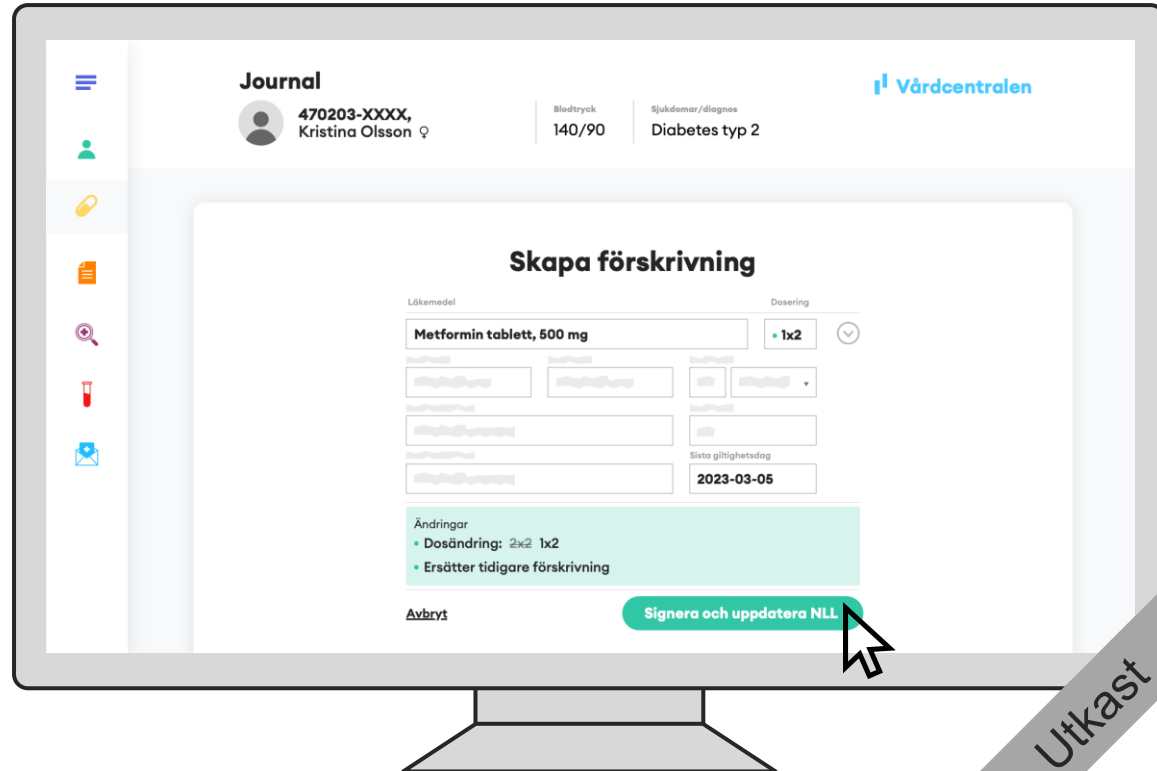 Journal
470203-XXXX,
Kristina Olsson ♀
Blodtryck
140/90
Sjukdomar/diagnos
Diabetes typ 2
Vårdcentralen
Skapa förskrivning
Läkemedel
Dosering
Metformin tablett, 500 mg
• 1x2
Sista giltighetsdag
2023-03-05
Ändringar
• Dosändring: 2x2 1x2
• Ersätter tidigare förskrivning
Avbryt
Signera och uppdatera NLL
Utkast